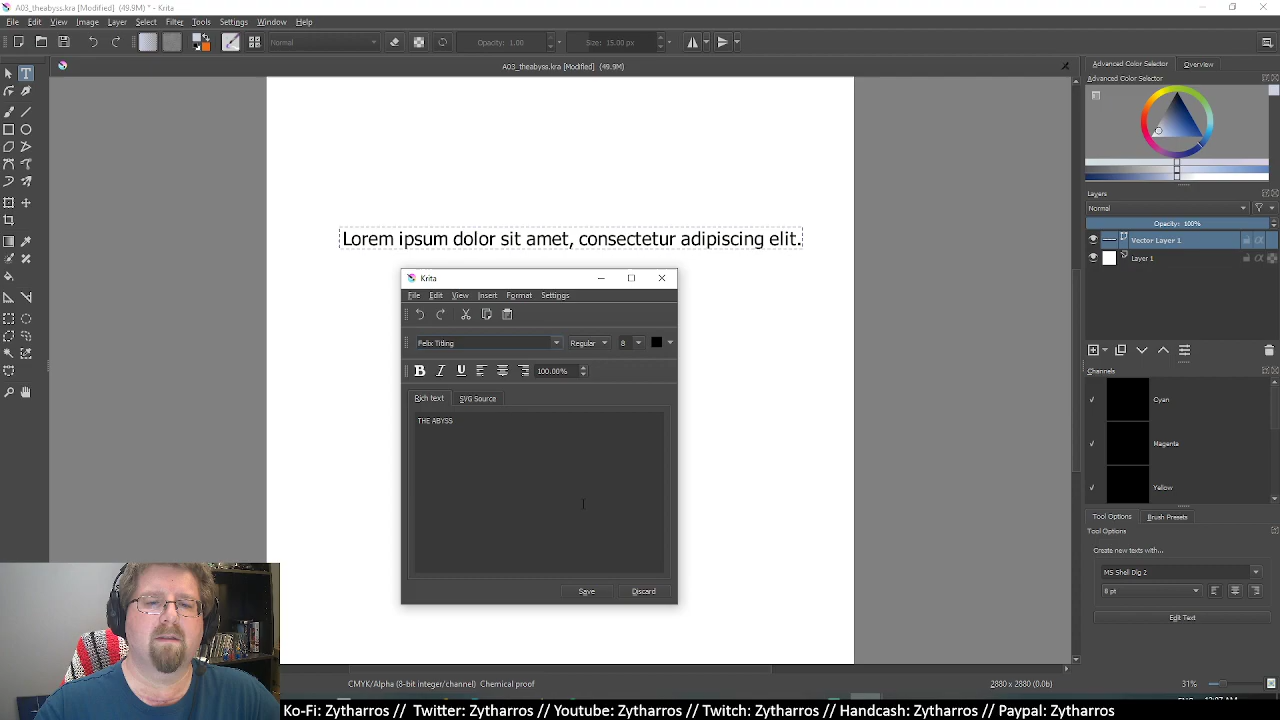 A03_theabyss.kra [Modified] (49.9M) * - Krita
File Edit View Image Layer Select Filter Tools Settings Window Help
Normal Opacity: 1.00 Size: 15.00 px
A03_theabyss.kra [Modified] (49.9M)
Advanced Color Selector Overview
Advanced Color Selector
Layers
Normal
Opacity: 100%
Vector Layer 1
Layer 1
Lorem ipsum dolor sit amet, consectetur adipiscing elit.
Krita
File Edit View Insert Format Settings
Felix Titling Regular 8
B I U 100.00%
Rich text SVG Source
THE ABYSS
Save Discard
Channels
Cyan
Magenta
Yellow
Tool Options Brush Presets
Tool Options
Create new texts with...
MS Shell Dlg 2
8 pt
Edit Text
CMYK/Alpha (8-bit integer/channel) Chemical proof 2880 x 2880 (0.0b) 31%
Ko-Fi: Zytharros // Twitter: Zytharros // Youtube: Zytharros // Twitch: Zytharros // Handcash: Zytharros // Paypal: Zytharros